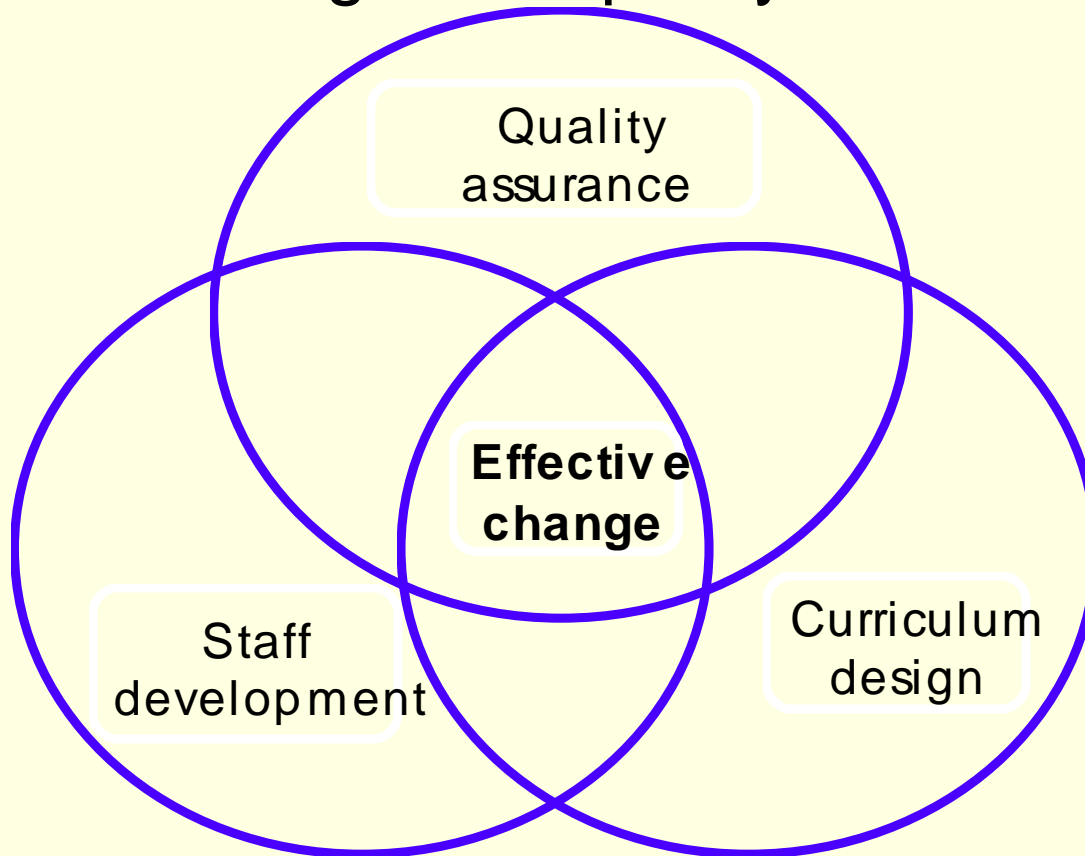 Quality
assurance
Effective
change
Staff
development
Curriculum
design